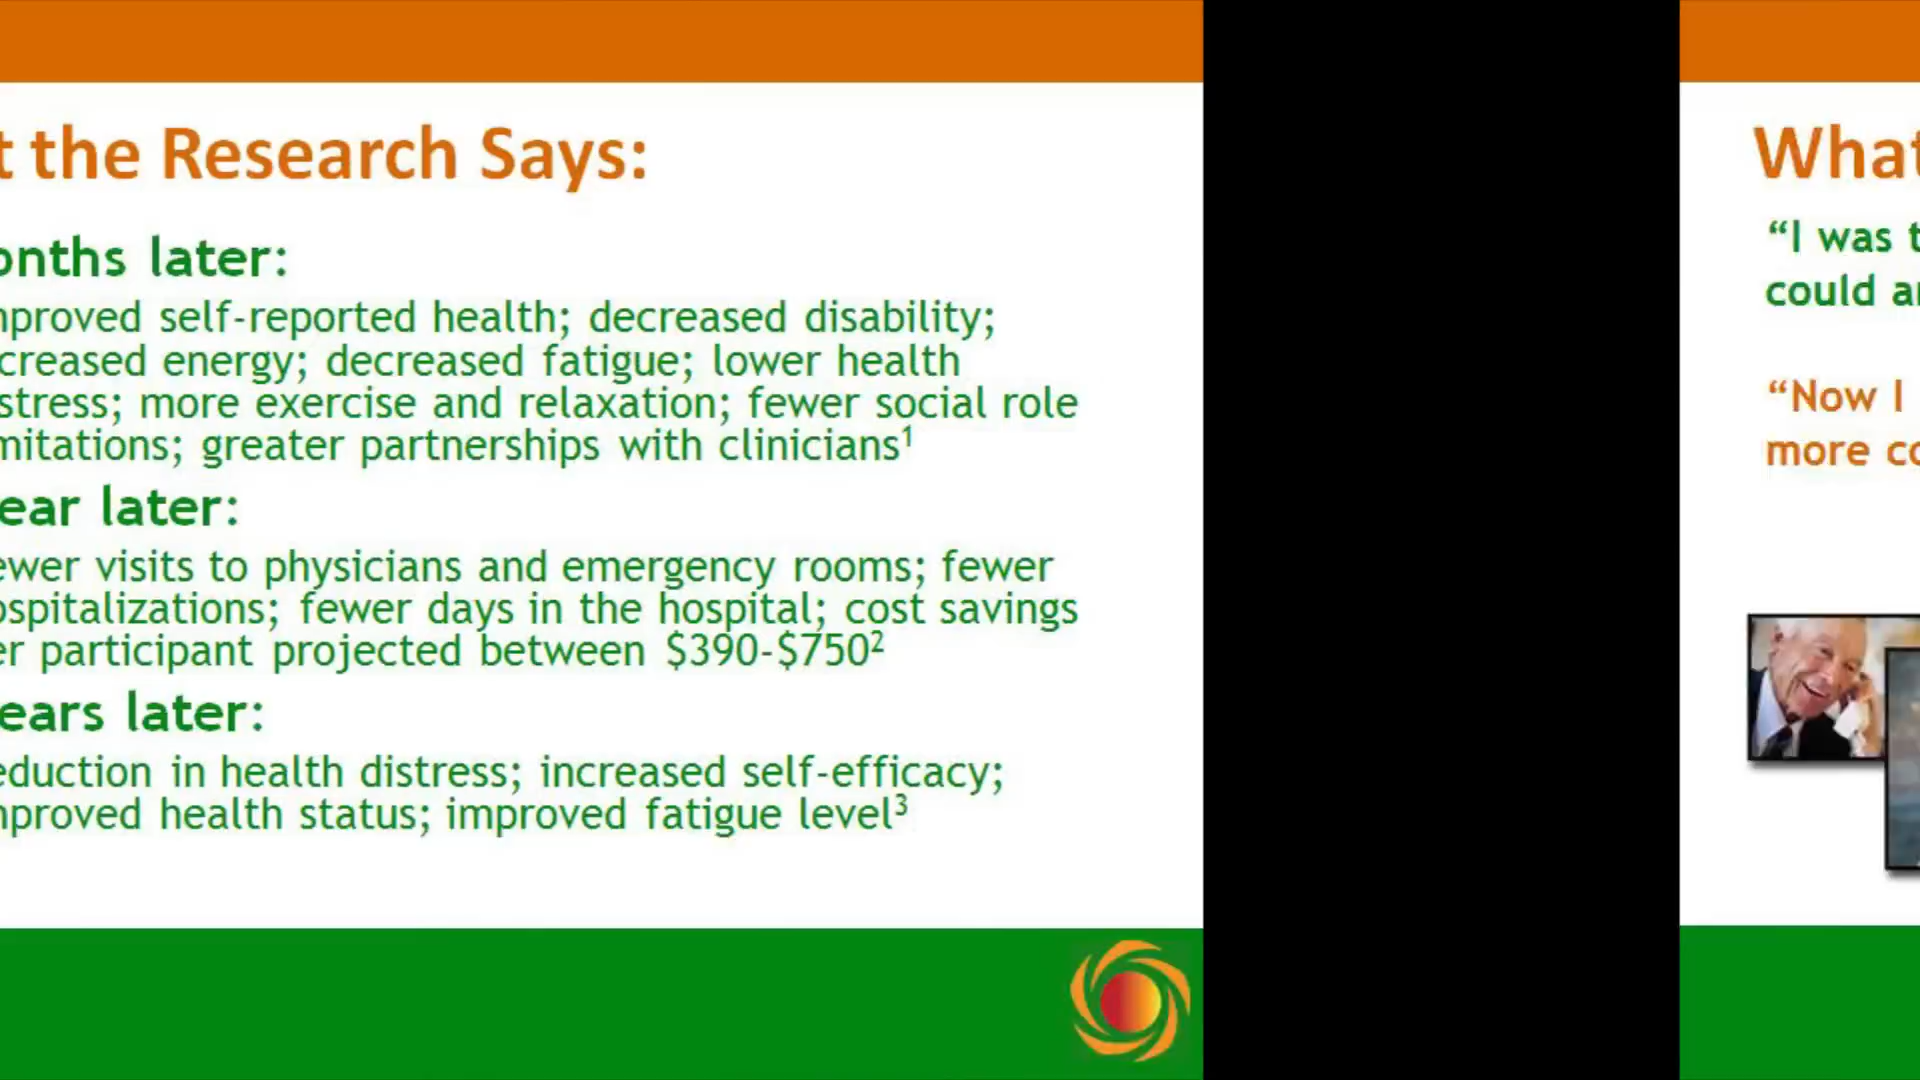 t the Research Says:
onths later:
nproved self-reported health; decreased disability;
creased energy; decreased fatigue; lower health
stress; more exercise and relaxation; fewer social role
mitations; greater partnerships with clinicians1
ear later:
ewer visits to physicians and emergency rooms; fewer
ospitalizations; fewer days in the hospital; cost savings
er participant projected between $390-$7502
ears later:
eduction in health distress; increased self-efficacy;
nproved health status; improved fatigue level3
What
“I was t
could a
“Now I
more co